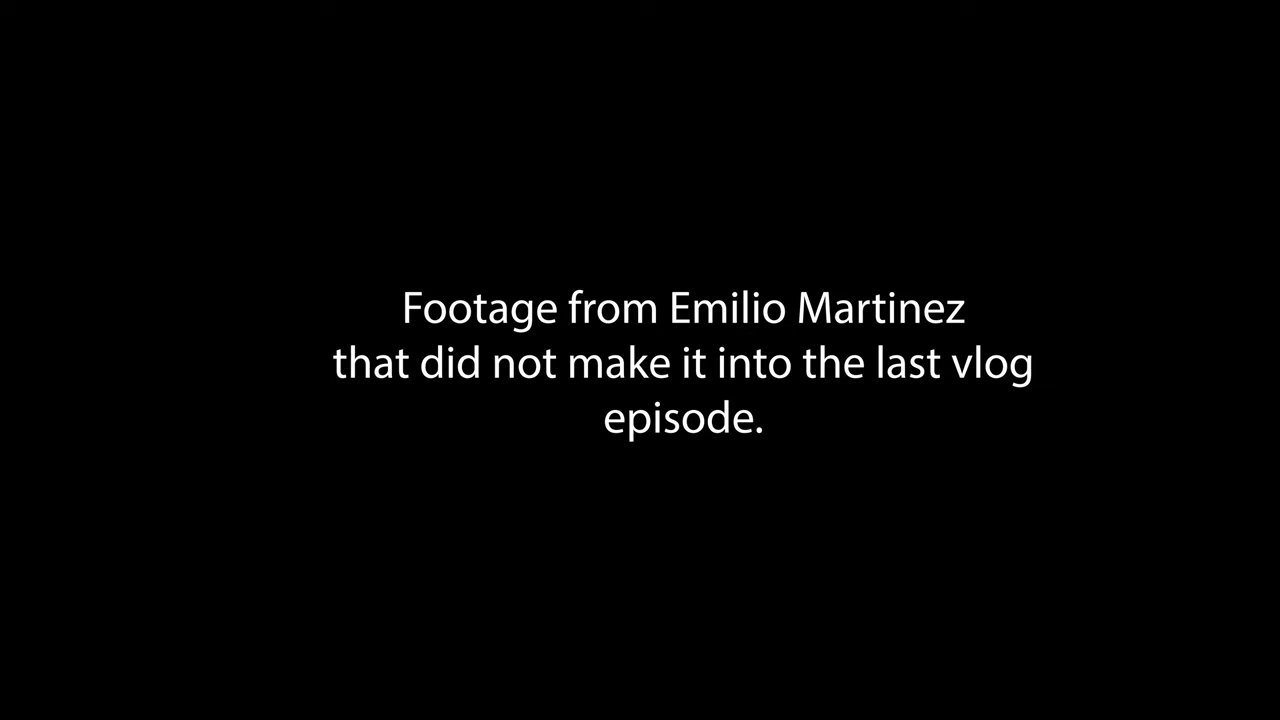 Footage from Emilio Martinez
that did not make it into the last vlog
episode.